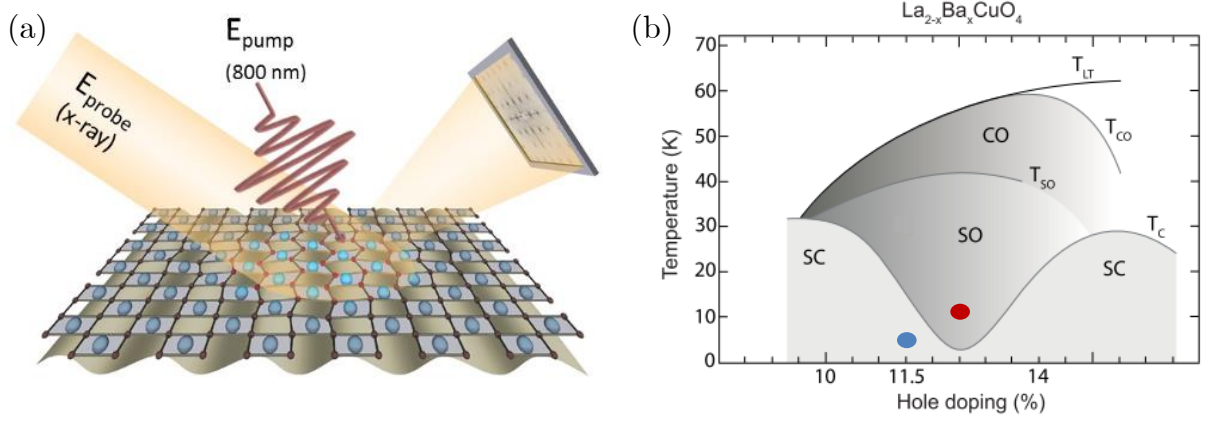 (a)
E_pump
(800 nm)
E_probe
(x-ray)
(b)
La_{2-x}Ba_xCuO_4
70
60
50
40
30
20
10
0
Temperature (K)
T_LT
CO
T_CO
T_SO
SO
SC
T_C
SC
10
11.5
14
Hole doping (%)